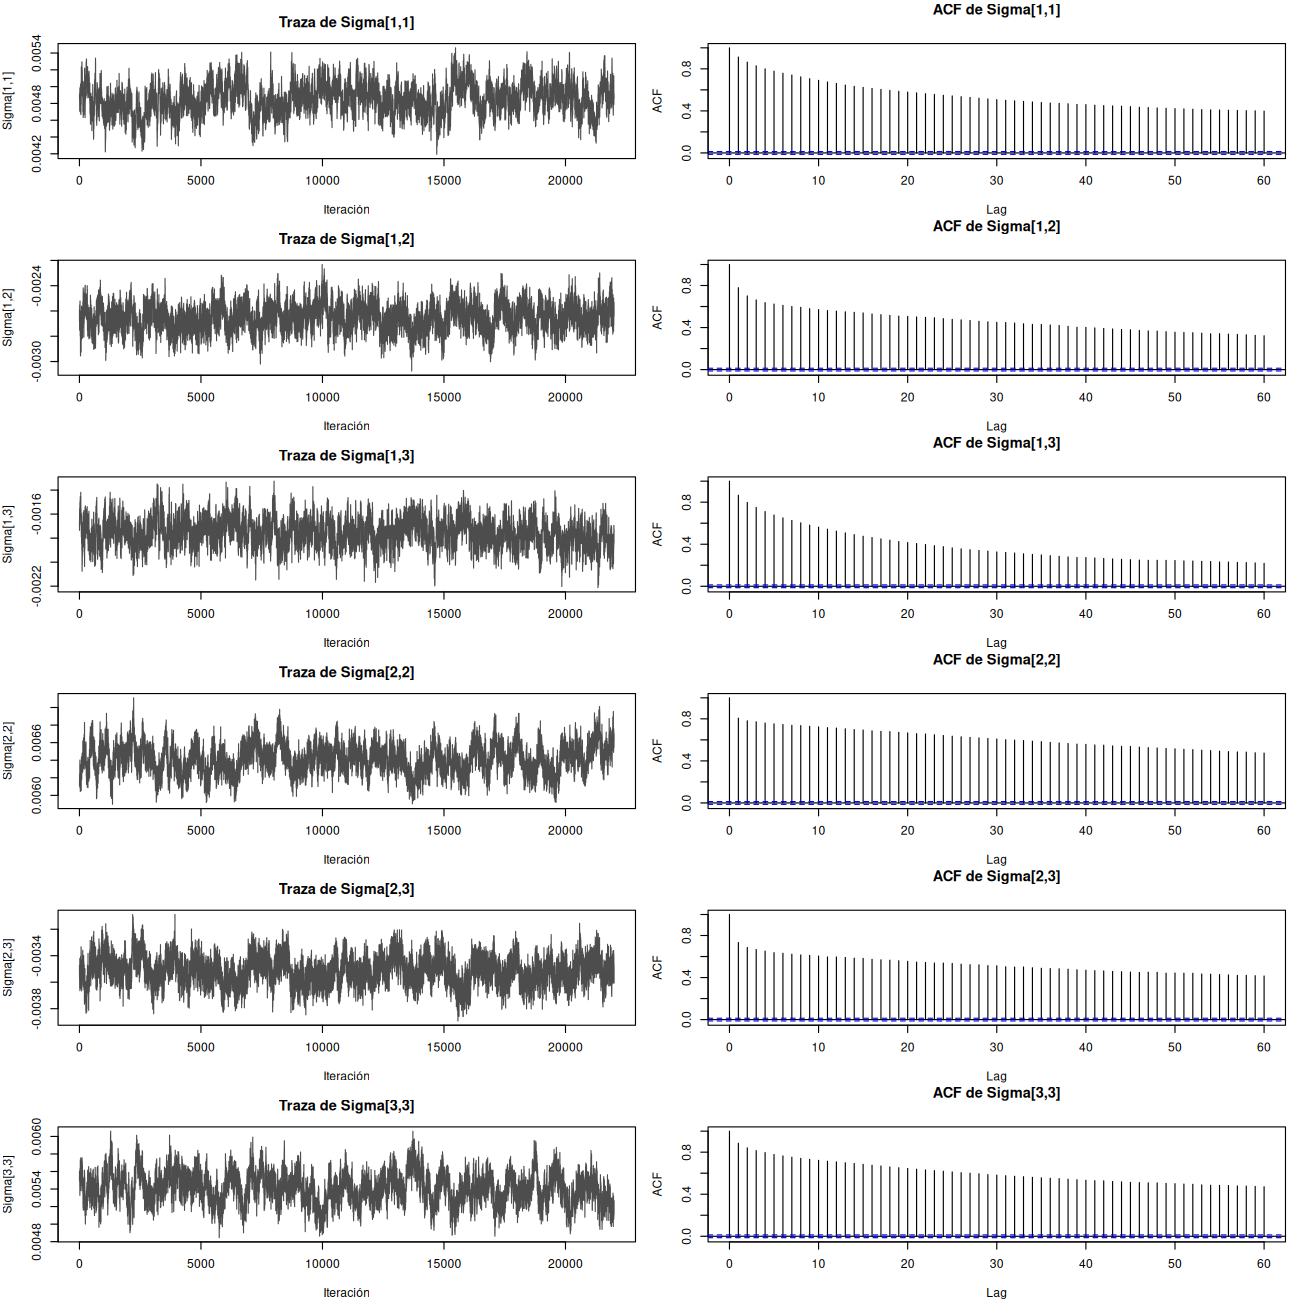 Traza de Sigma[1,1]
Sigma[1,1]
0.0054
0.0048
0.0042
0 5000 10000 15000 20000
Iteración
ACF de Sigma[1,1]
ACF
0.8
0.4
0.0
0 10 20 30 40 50 60
Lag
Traza de Sigma[1,2]
Sigma[1,2]
-0.0024
-0.0030
0 5000 10000 15000 20000
Iteración
ACF de Sigma[1,2]
ACF
0.8
0.4
0.0
0 10 20 30 40 50 60
Lag
Traza de Sigma[1,3]
Sigma[1,3]
-0.0016
-0.0022
0 5000 10000 15000 20000
Iteración
ACF de Sigma[1,3]
ACF
0.8
0.4
0.0
0 10 20 30 40 50 60
Lag
Traza de Sigma[2,2]
Sigma[2,2]
0.0066
0.0060
0 5000 10000 15000 20000
Iteración
ACF de Sigma[2,2]
ACF
0.8
0.4
0.0
0 10 20 30 40 50 60
Lag
Traza de Sigma[2,3]
Sigma[2,3]
-0.0034
-0.0038
0 5000 10000 15000 20000
Iteración
ACF de Sigma[2,3]
ACF
0.8
0.4
0.0
0 10 20 30 40 50 60
Lag
Traza de Sigma[3,3]
Sigma[3,3]
0.0060
0.0054
0.0048
0 5000 10000 15000 20000
Iteración
ACF de Sigma[3,3]
ACF
0.8
0.4
0.0
0 10 20 30 40 50 60
Lag